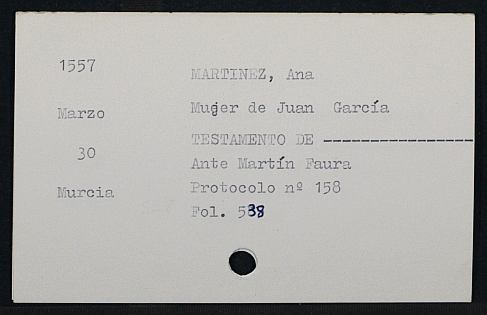 1557
MARTINEZ, Ana
Marzo
Mujer de Juan García
30
TESTAMENTO DE ----------------
Ante Martín Faura
Murcia
Protocolo nº 158
Fol. 538